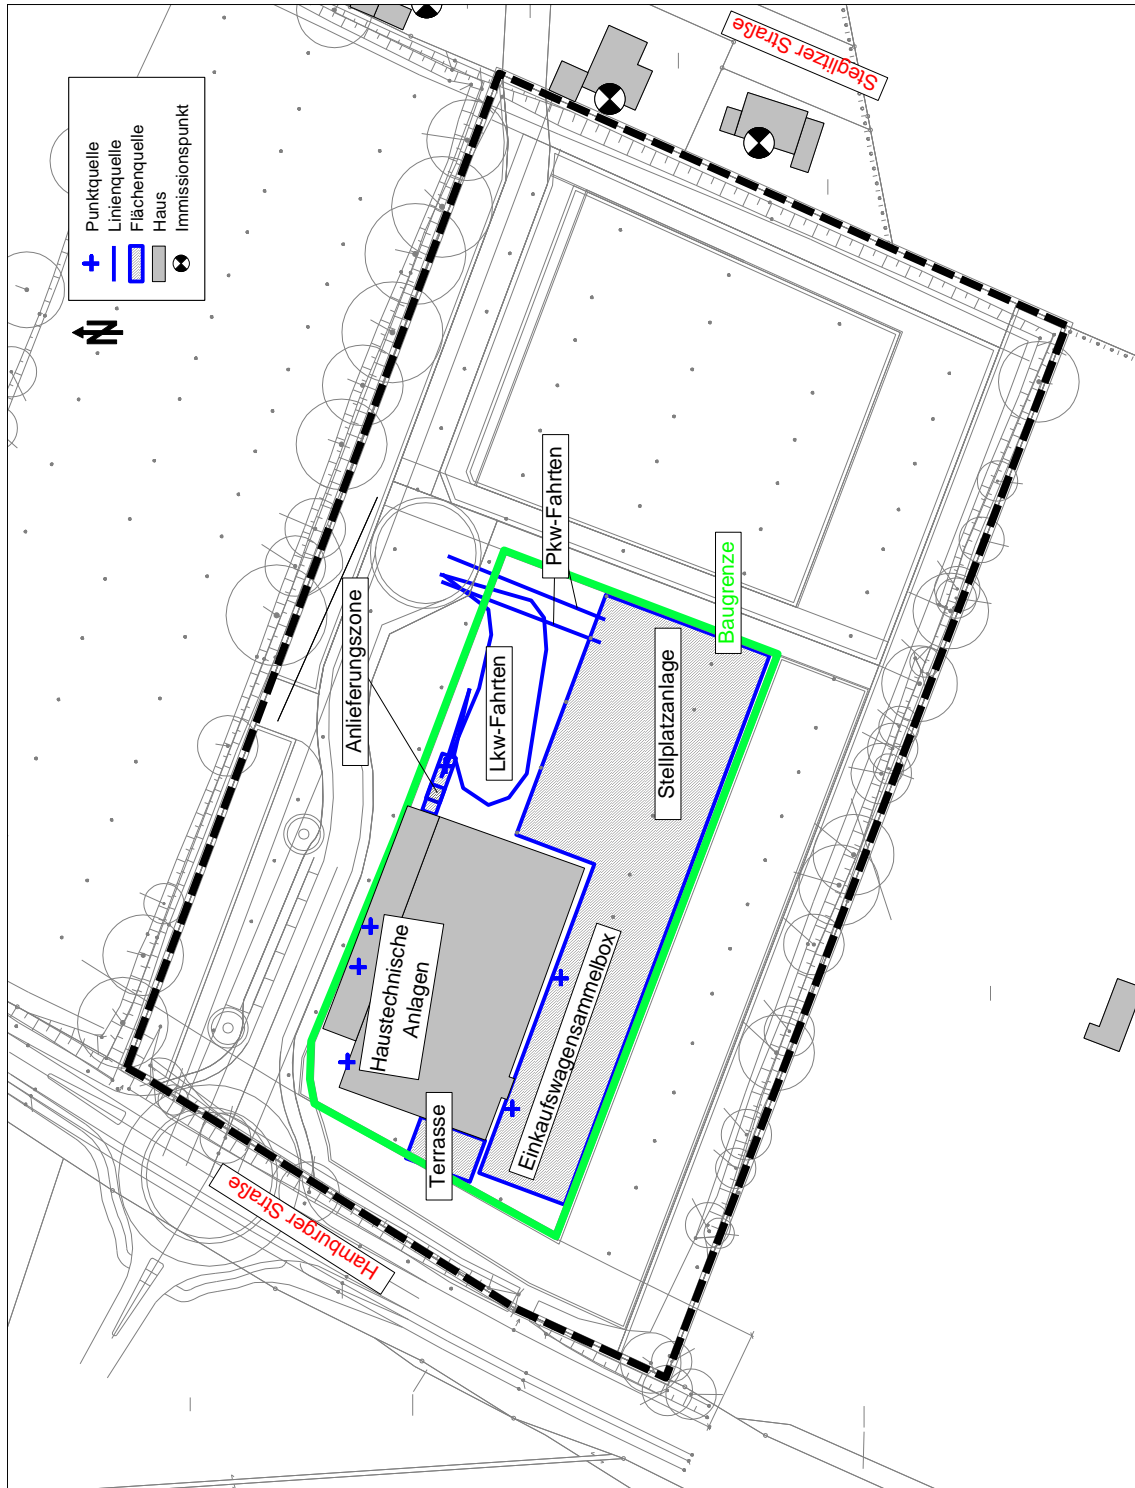 Punktquelle
Linienquelle
Flächenquelle
Haus
Immissionspunkt
N
Steglitzer Straße
Pkw-Fahrten
Anlieferungszone
Lkw-Fahrten
Baugrenze
Stellplatzanlage
Haustechnische
Anlagen
Einkaufswagensammelbox
Terrasse
Hamburger Straße